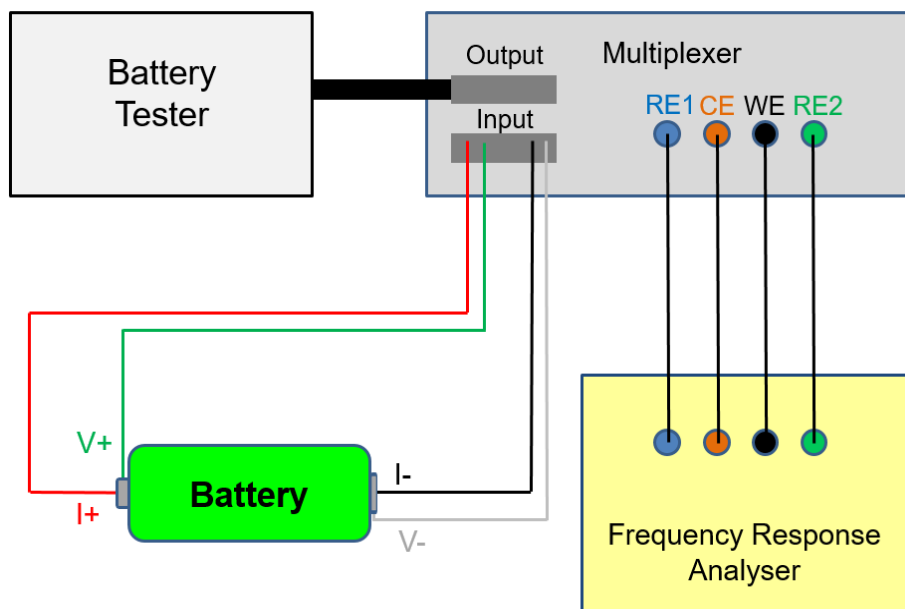 Battery
Tester
Output
Multiplexer
Input
RE1 CE WE RE2
V+
I+
Battery
I-
V-
Frequency Response
Analyser